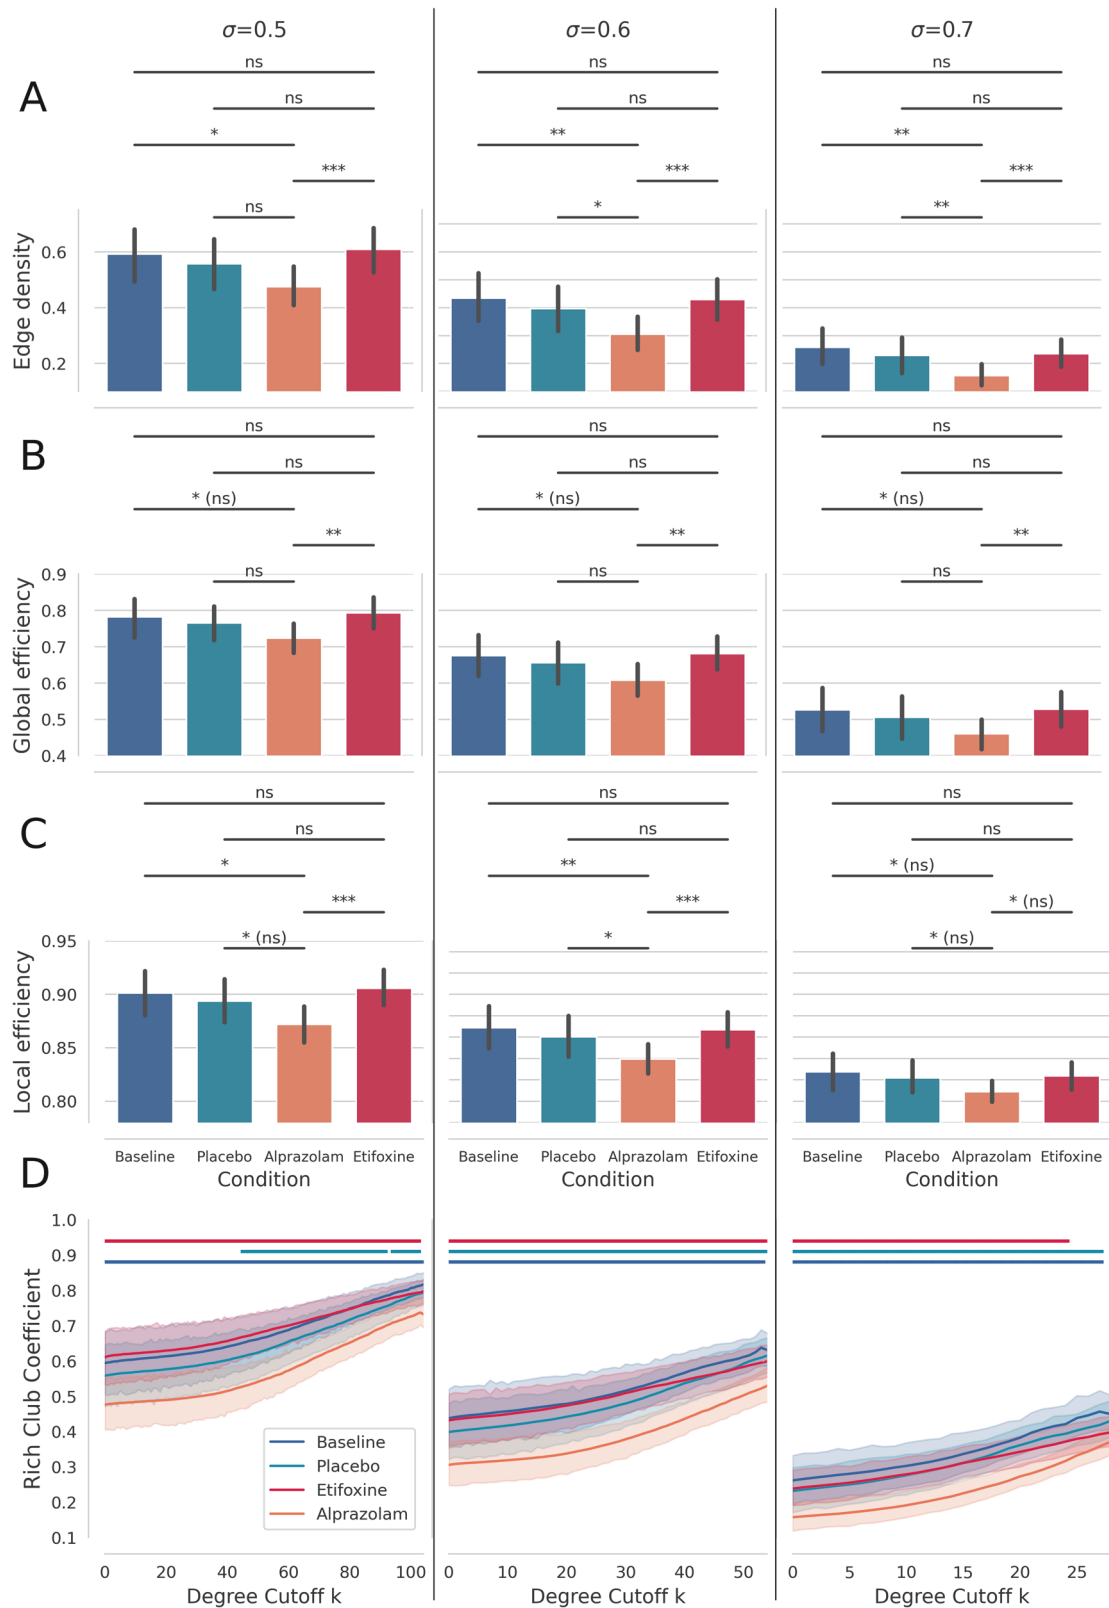 σ=0.5 σ=0.6 σ=0.7
A
ns ns ns
ns ns ns
* ** **
*** *** ***
ns * **
Edge density
0.6
0.4
0.2
B
ns ns ns
ns ns ns
* (ns) * (ns) * (ns)
** ** **
ns ns ns
Global efficiency
0.9
0.8
0.7
0.6
0.5
0.4
C
ns ns ns
ns ns ns
* ** * (ns)
*** *** * (ns)
* (ns) * * (ns)
Local efficiency
0.95
0.90
0.85
0.80
Baseline Placebo Alprazolam Etifoxine Baseline Placebo Alprazolam Etifoxine Baseline Placebo Alprazolam Etifoxine
Condition Condition Condition
D
Rich Club Coefficient
1.0
0.9
0.8
0.7
0.6
0.5
0.4
0.3
0.2
0.1
Baseline
Placebo
Etifoxine
Alprazolam
0 20 40 60 80 100 0 10 20 30 40 50 0 5 10 15 20 25
Degree Cutoff k Degree Cutoff k Degree Cutoff k